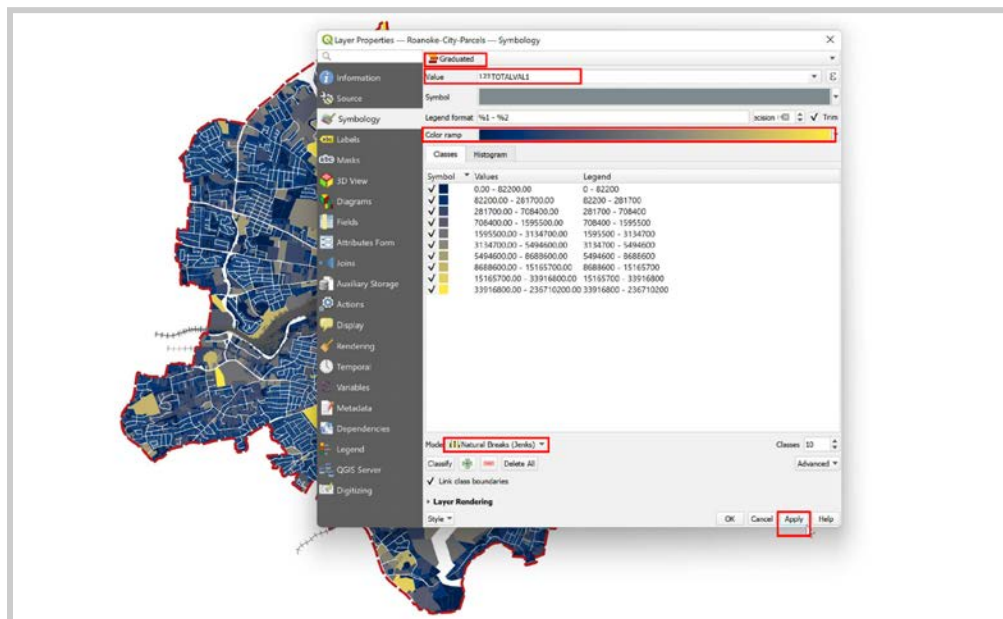 Layer Properties — Roanoke-City-Parcels — Symbology
Graduated
Information
Value 123 TOTALVAL1 ε
Source
Symbol
Symbology
Legend format %1 - %2 Trim
Labels
Color ramp
Masks
Classes Histogram
3D View
Symbol Values Legend
0.00 - 82200.00 0 - 82200
Diagrams
82200.00 - 281700.00 82200 - 281700
281700.00 - 708400.00 281700 - 708400
Fields
708400.00 - 1595500.00 708400 - 1595500
1595500.00 - 3134700.00 1595500 - 3134700
Attributes Form
3134700.00 - 5494600.00 3134700 - 5494600
5494600.00 - 8688600.00 5494600 - 8688600
Joins
8688600.00 - 15165700.00 8688600 - 15165700
15165700.00 - 33916800.00 15165700 - 33916800
Auxiliary Storage
33916800.00 - 236710200.00 33916800 - 236710200
Actions
Display
Rendering
Temporal
Variables
Metadata
Dependencies
Legend
Mode Natural Breaks (Jenks) Classes 10
QGIS Server
Classify Delete All Advanced
Digitizing
Link class boundaries
Layer Rendering
Style OK Cancel Apply Help